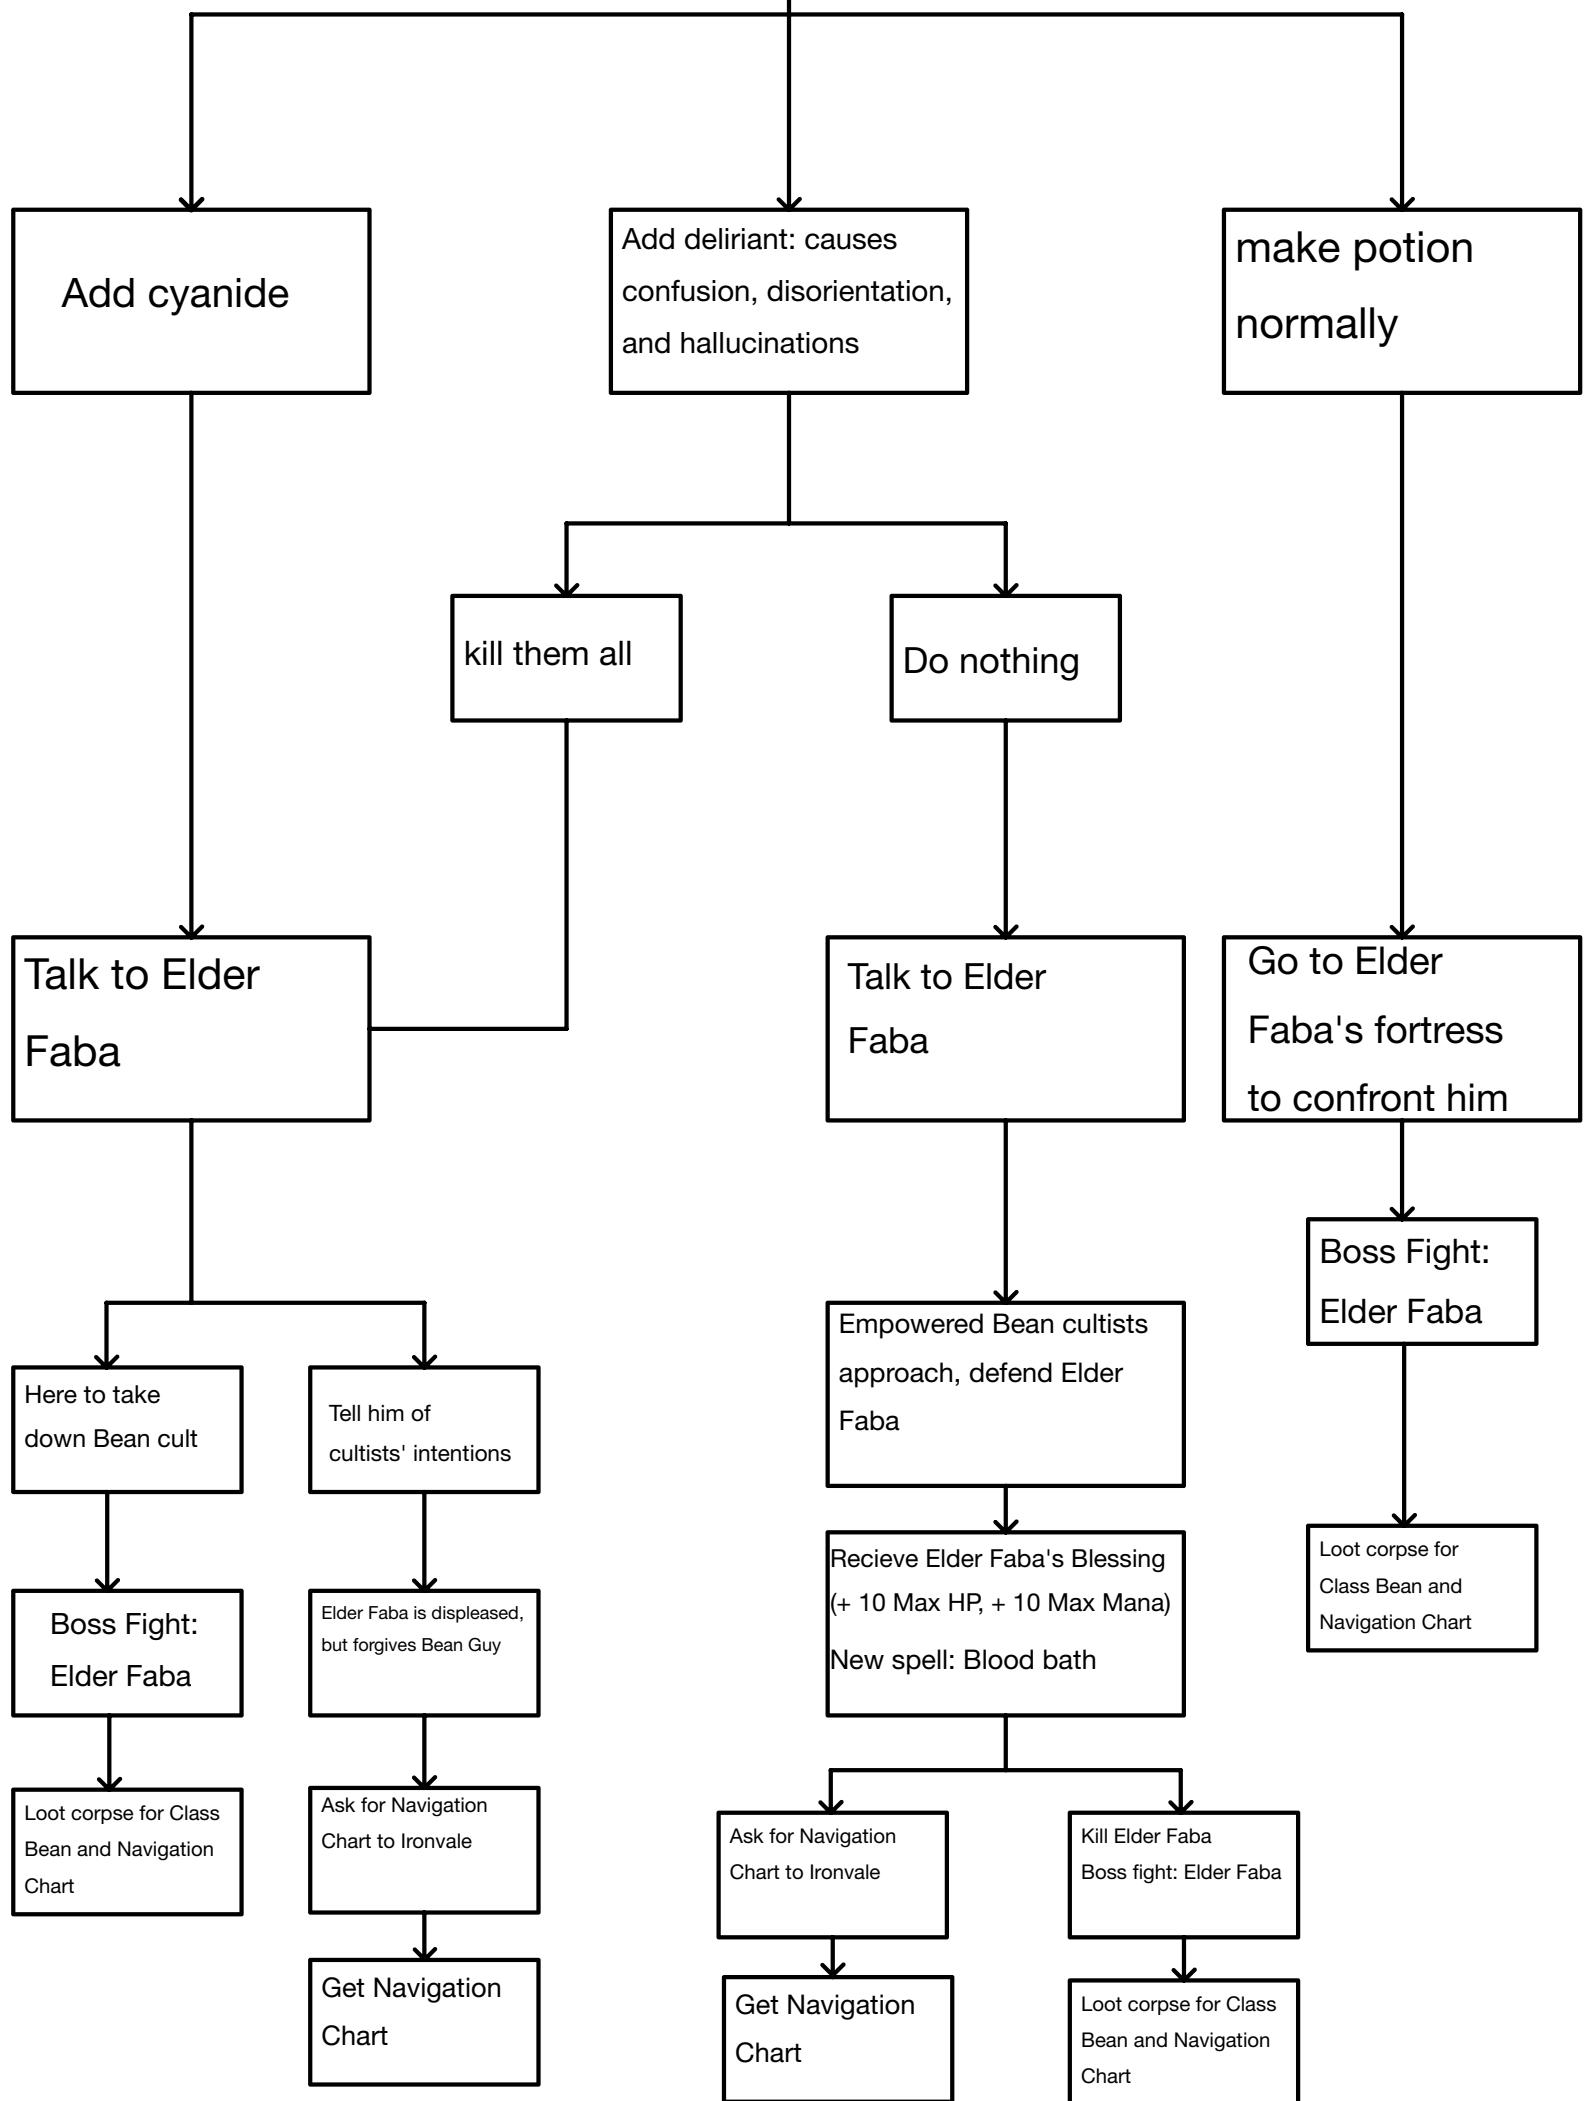 Add cyanide
Add deliriant: causes
confusion, disorientation,
and hallucinations
make potion
normally
kill them all
Do nothing
Talk to Elder
Faba
Talk to Elder
Faba
Go to Elder
Faba's fortress
to confront him
Boss Fight:
Elder Faba
Here to take
down Bean cult
Tell him of
cultists' intentions
Empowered Bean cultists
approach, defend Elder
Faba
Recieve Elder Faba's Blessing
(+ 10 Max HP, + 10 Max Mana)
New spell: Blood bath
Loot corpse for
Class Bean and
Navigation Chart
Boss Fight:
Elder Faba
Elder Faba is displeased,
but forgives Bean Guy
Loot corpse for Class
Bean and Navigation
Chart
Ask for Navigation
Chart to Ironvale
Ask for Navigation
Chart to Ironvale
Kill Elder Faba
Boss fight: Elder Faba
Get Navigation
Chart
Get Navigation
Chart
Loot corpse for Class
Bean and Navigation
Chart